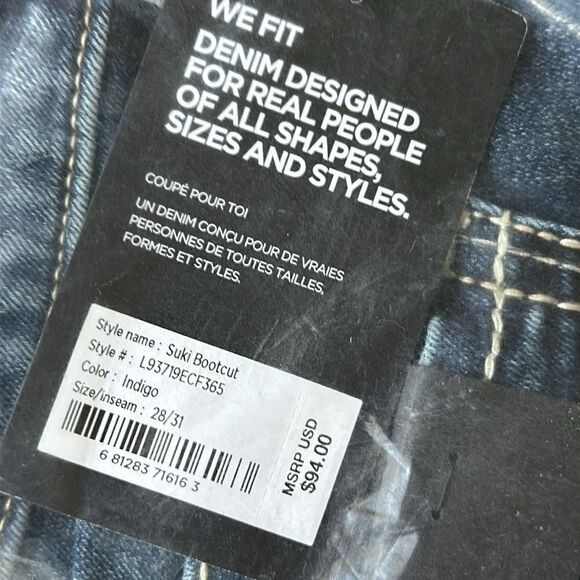 WE FIT
DENIM DESIGNED
FOR REAL PEOPLE
OF ALL SHAPES,
SIZES AND STYLES.
COUPÉ POUR TOI
UN DENIM CONÇU POUR DE VRAIES
PERSONNES DE TOUTES TAILLES,
FORMES ET STYLES.
Style name : Suki Bootcut
Style # : L93719ECF365
Color : Indigo
Size/inseam : 28/31
6 81283 71616 3
MSRP USD
$94.00